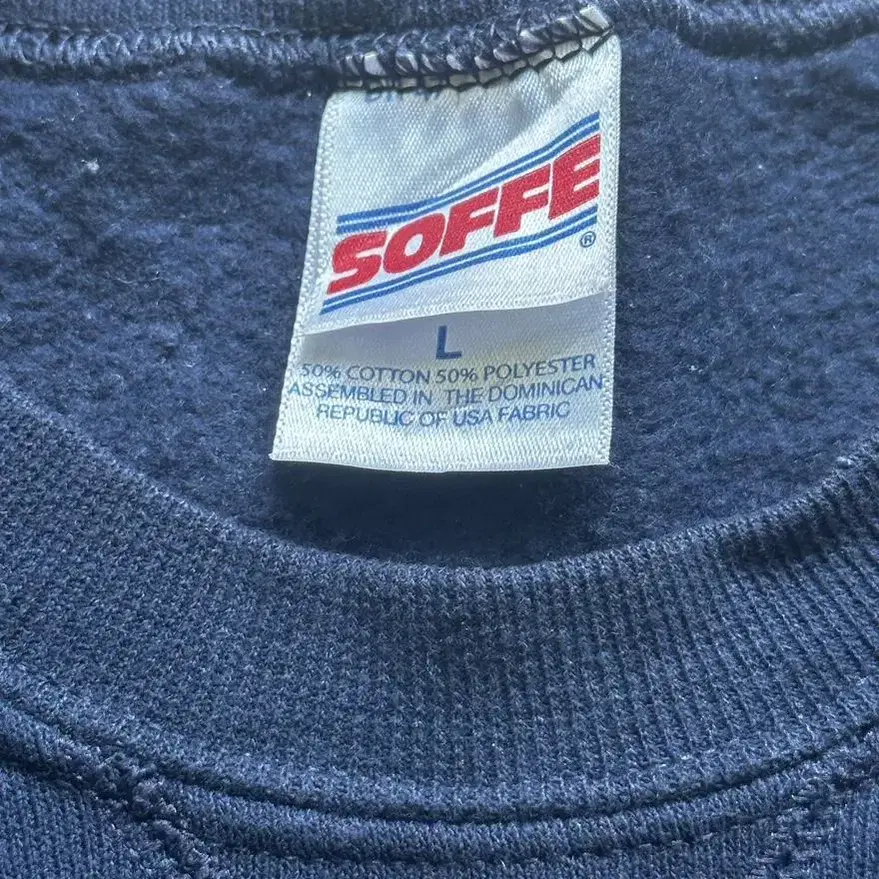 SOFFE
®
L
50% COTTON 50% POLYESTER
ASSEMBLED IN THE DOMINICAN
REPUBLIC OF USA FABRIC